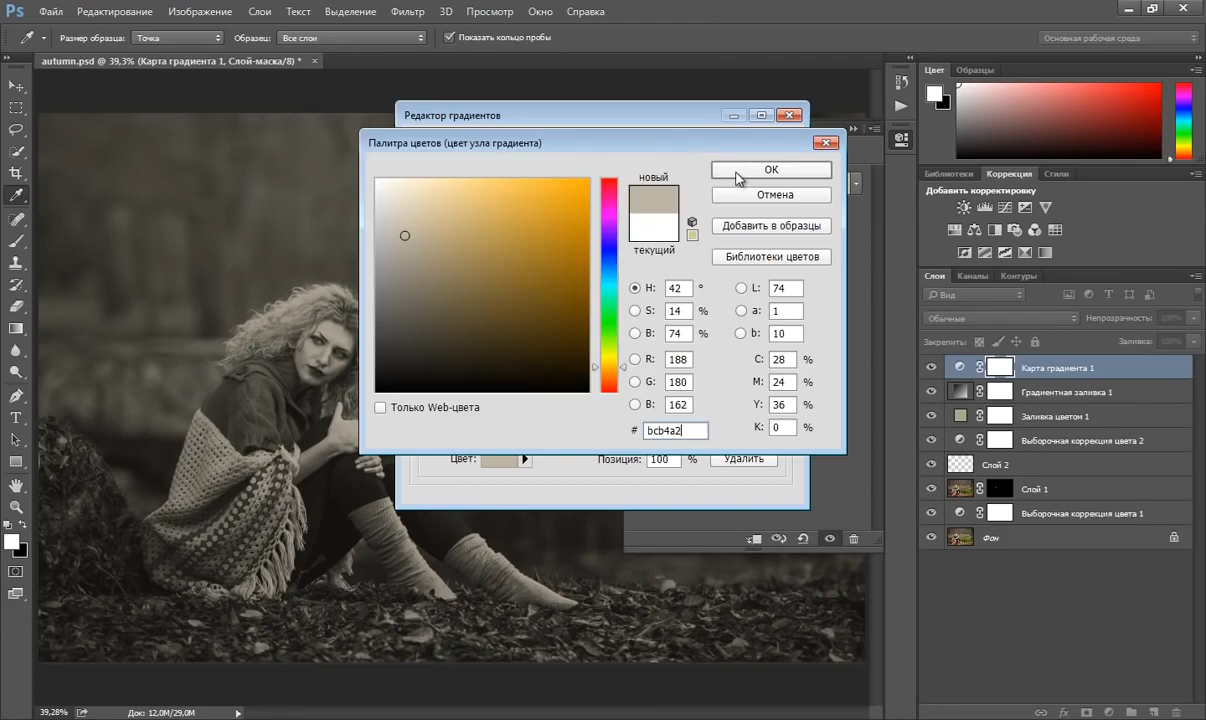 Ps Файл Редактирование Изображение Слои Текст Выделение Фильтр 3D Просмотр Окно Справка
Размер образца: Точка Образец: Все слои Показать кольцо пробы Основная рабочая среда
autumn.psd @ 39,3% (Карта градиента 1, Слой-маска/8) * ×
Цвет Образцы
Редактор градиентов
Палитра цветов (цвет узла градиента)
новый
текущий
OK
Отмена
Добавить в образцы
Библиотеки цветов
H: 42 ° L: 74
S: 14 % a: 1
B: 74 % b: 10
R: 188 C: 28 %
G: 180 M: 24 %
B: 162 Y: 36 %
# bcb4a2 K: 0 %
Только Web-цвета
Цвет: Позиция: 100 % Удалить
Библиотеки Коррекция Стили
Добавить корректировку
Слои Каналы Контуры
Вид
Обычные Непрозрачность: 100%
Закрепить: Заливка: 100%
Карта градиента 1
Градиентная заливка 1
Заливка цветом 1
Выборочная коррекция цвета 2
Слой 2
Слой 1
Выборочная коррекция цвета 1
Фон
39,28% Док: 12,0M/29,0M